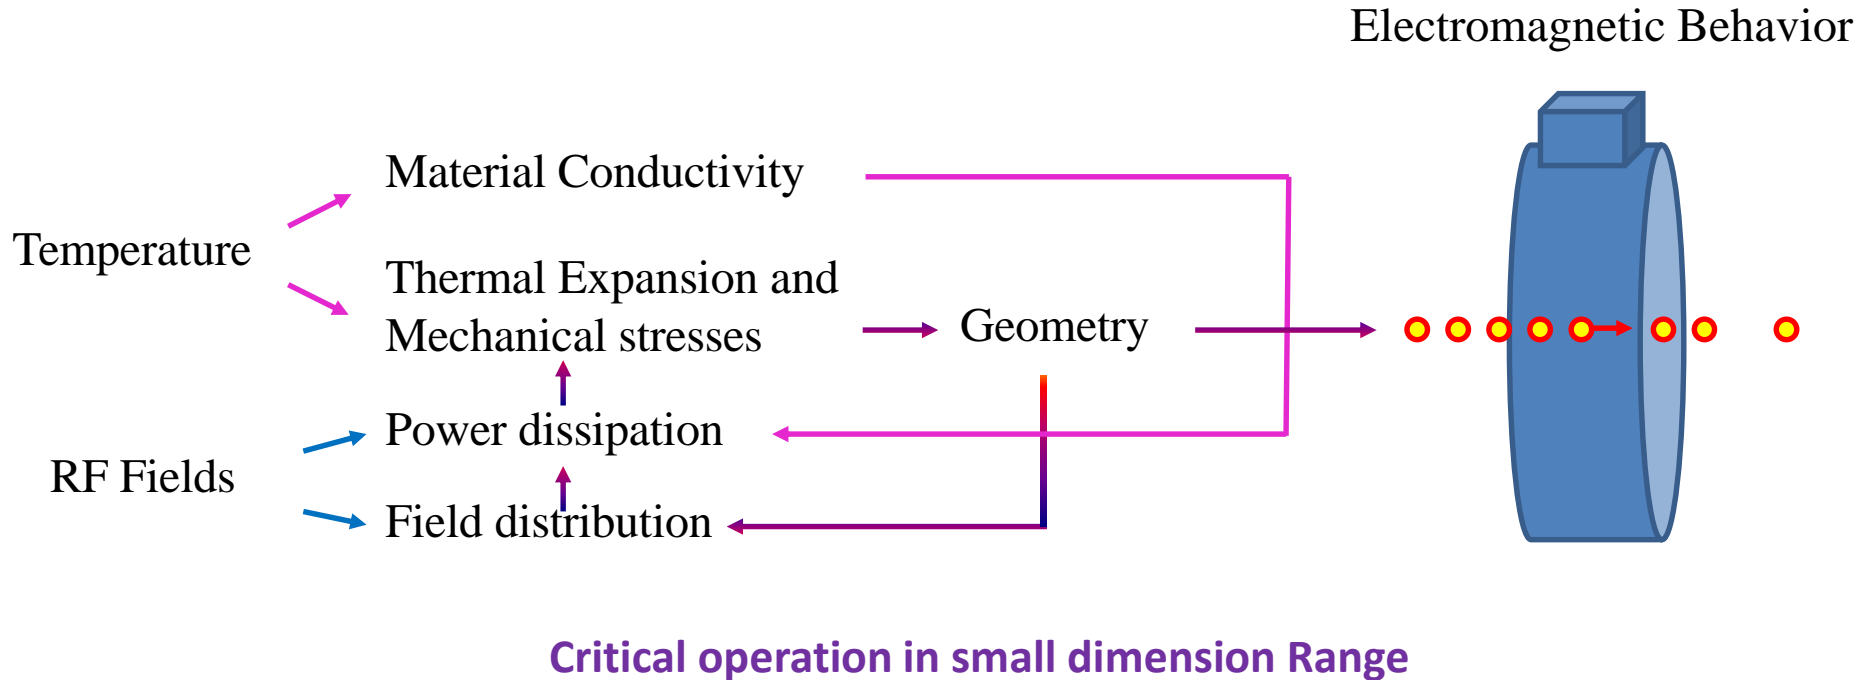 Electromagnetic Behavior
Material Conductivity
Temperature
Thermal Expansion and
Mechanical stresses
Geometry
Power dissipation
RF Fields
Field distribution
Critical operation in small dimension Range